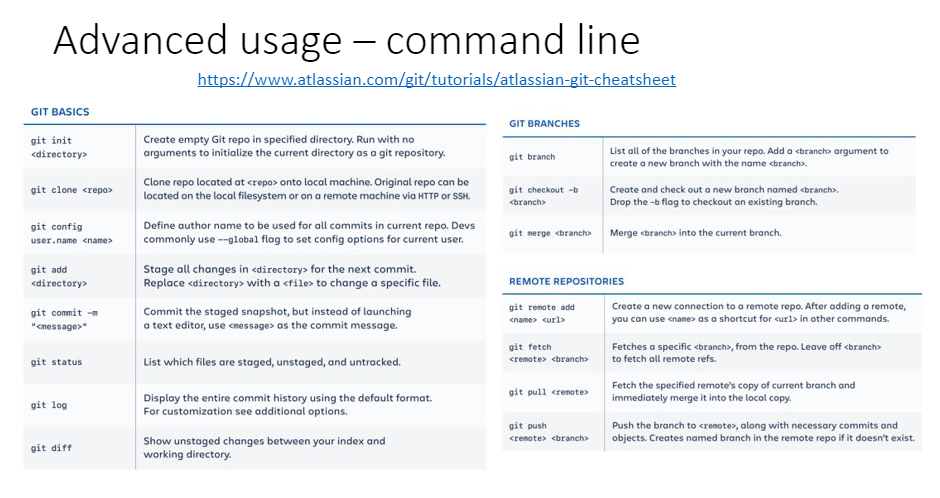 Advanced usage – command line
https://www.atlassian.com/git/tutorials/atlassian-git-cheatsheet
GIT BASICS
git init
<directory>
Create empty Git repo in specified directory. Run with no
arguments to initialize the current directory as a git repository.
git clone <repo>
Clone repo located at <repo> onto local machine. Original repo can be
located on the local filesystem or on a remote machine via HTTP or SSH.
git config
user.name <name>
Define author name to be used for all commits in current repo. Devs
commonly use --global flag to set config options for current user.
git add
<directory>
Stage all changes in <directory> for the next commit.
Replace <directory> with a <file> to change a specific file.
git commit -m
"<message>"
Commit the staged snapshot, but instead of launching
a text editor, use <message> as the commit message.
git status
List which files are staged, unstaged, and untracked.
git log
Display the entire commit history using the default format.
For customization see additional options.
git diff
Show unstaged changes between your index and
working directory.
GIT BRANCHES
git branch
List all of the branches in your repo. Add a <branch> argument to
create a new branch with the name <branch>.
git checkout -b
<branch>
Create and check out a new branch named <branch>.
Drop the -b flag to checkout an existing branch.
git merge <branch>
Merge <branch> into the current branch.
REMOTE REPOSITORIES
git remote add
<name> <url>
Create a new connection to a remote repo. After adding a remote,
you can use <name> as a shortcut for <url> in other commands.
git fetch
<remote> <branch>
Fetches a specific <branch>, from the repo. Leave off <branch>
to fetch all remote refs.
git pull <remote>
Fetch the specified remote's copy of current branch and
immediately merge it into the local copy.
git push
<remote> <branch>
Push the branch to <remote>, along with necessary commits and
objects. Creates named branch in the remote repo if it doesn't exist.